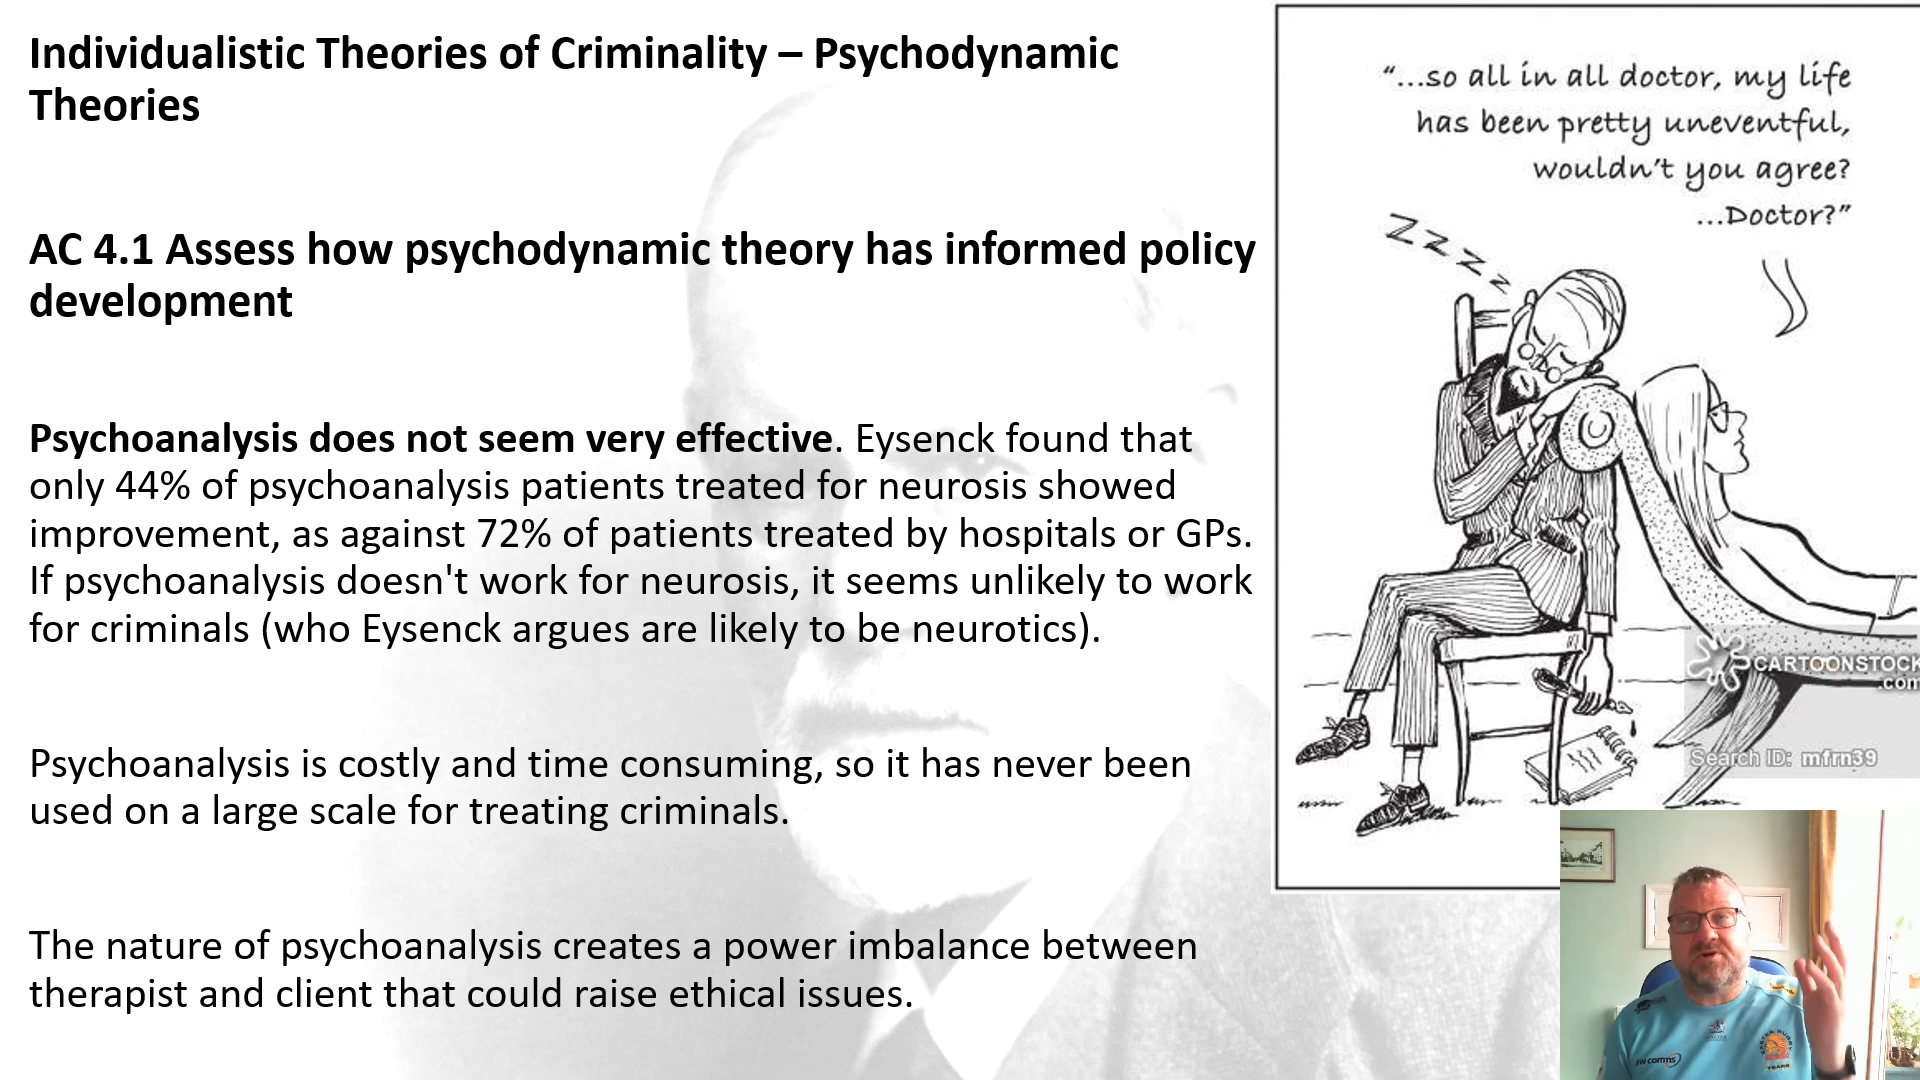 Individualistic Theories of Criminality – Psychodynamic
Theories
AC 4.1 Assess how psychodynamic theory has informed policy
development
Psychoanalysis does not seem very effective. Eysenck found that
only 44% of psychoanalysis patients treated for neurosis showed
improvement, as against 72% of patients treated by hospitals or GPs.
If psychoanalysis doesn't work for neurosis, it seems unlikely to work
for criminals (who Eysenck argues are likely to be neurotics).
Psychoanalysis is costly and time consuming, so it has never been
used on a large scale for treating criminals.
The nature of psychoanalysis creates a power imbalance between
therapist and client that could raise ethical issues.
“...so all in all doctor, my life
has been pretty uneventful,
wouldn’t you agree?
...Doctor?”
Z z z z
CARTOONSTOCK
.com
Search ID: mfrn39
comms